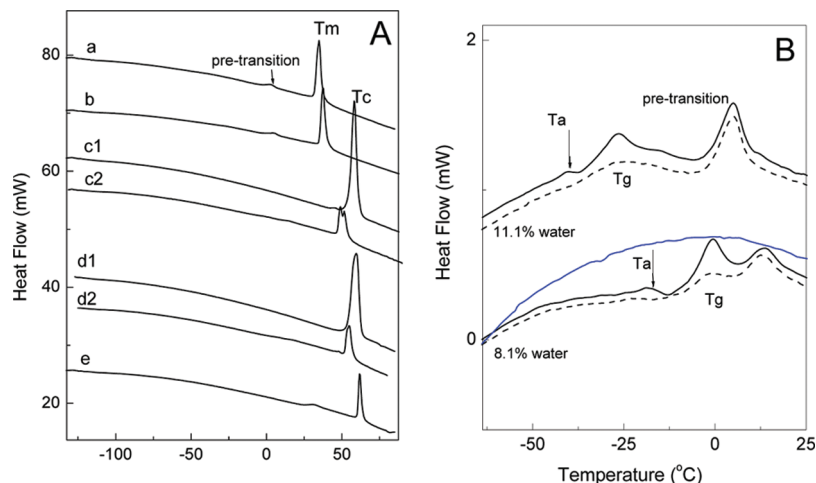 A
Tm
a
pre-transition
Tc
b
c1
c2
d1
d2
e
Heat Flow (mW)
80
60
40
20
-100
-50
0
50
B
2
pre-transition
Ta
Tg
11.1% water
Ta
Tg
8.1% water
0
Heat Flow (mW)
-50
-25
0
25
Temperature (°C)